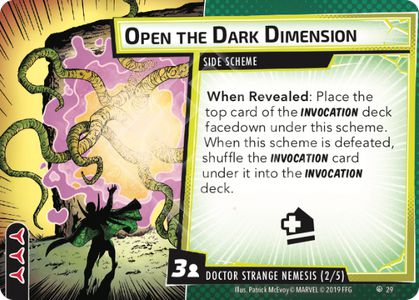 OPEN THE DARK DIMENSION
SIDE SCHEME
When Revealed: Place the
top card of the INVOCATION deck
facedown under this scheme.
When this scheme is defeated,
shuffle the INVOCATION card
under it into the INVOCATION
deck.
3
DOCTOR STRANGE NEMESIS (2/5)
Illus. Patrick McEvoy © MARVEL © 2019 FFG
29